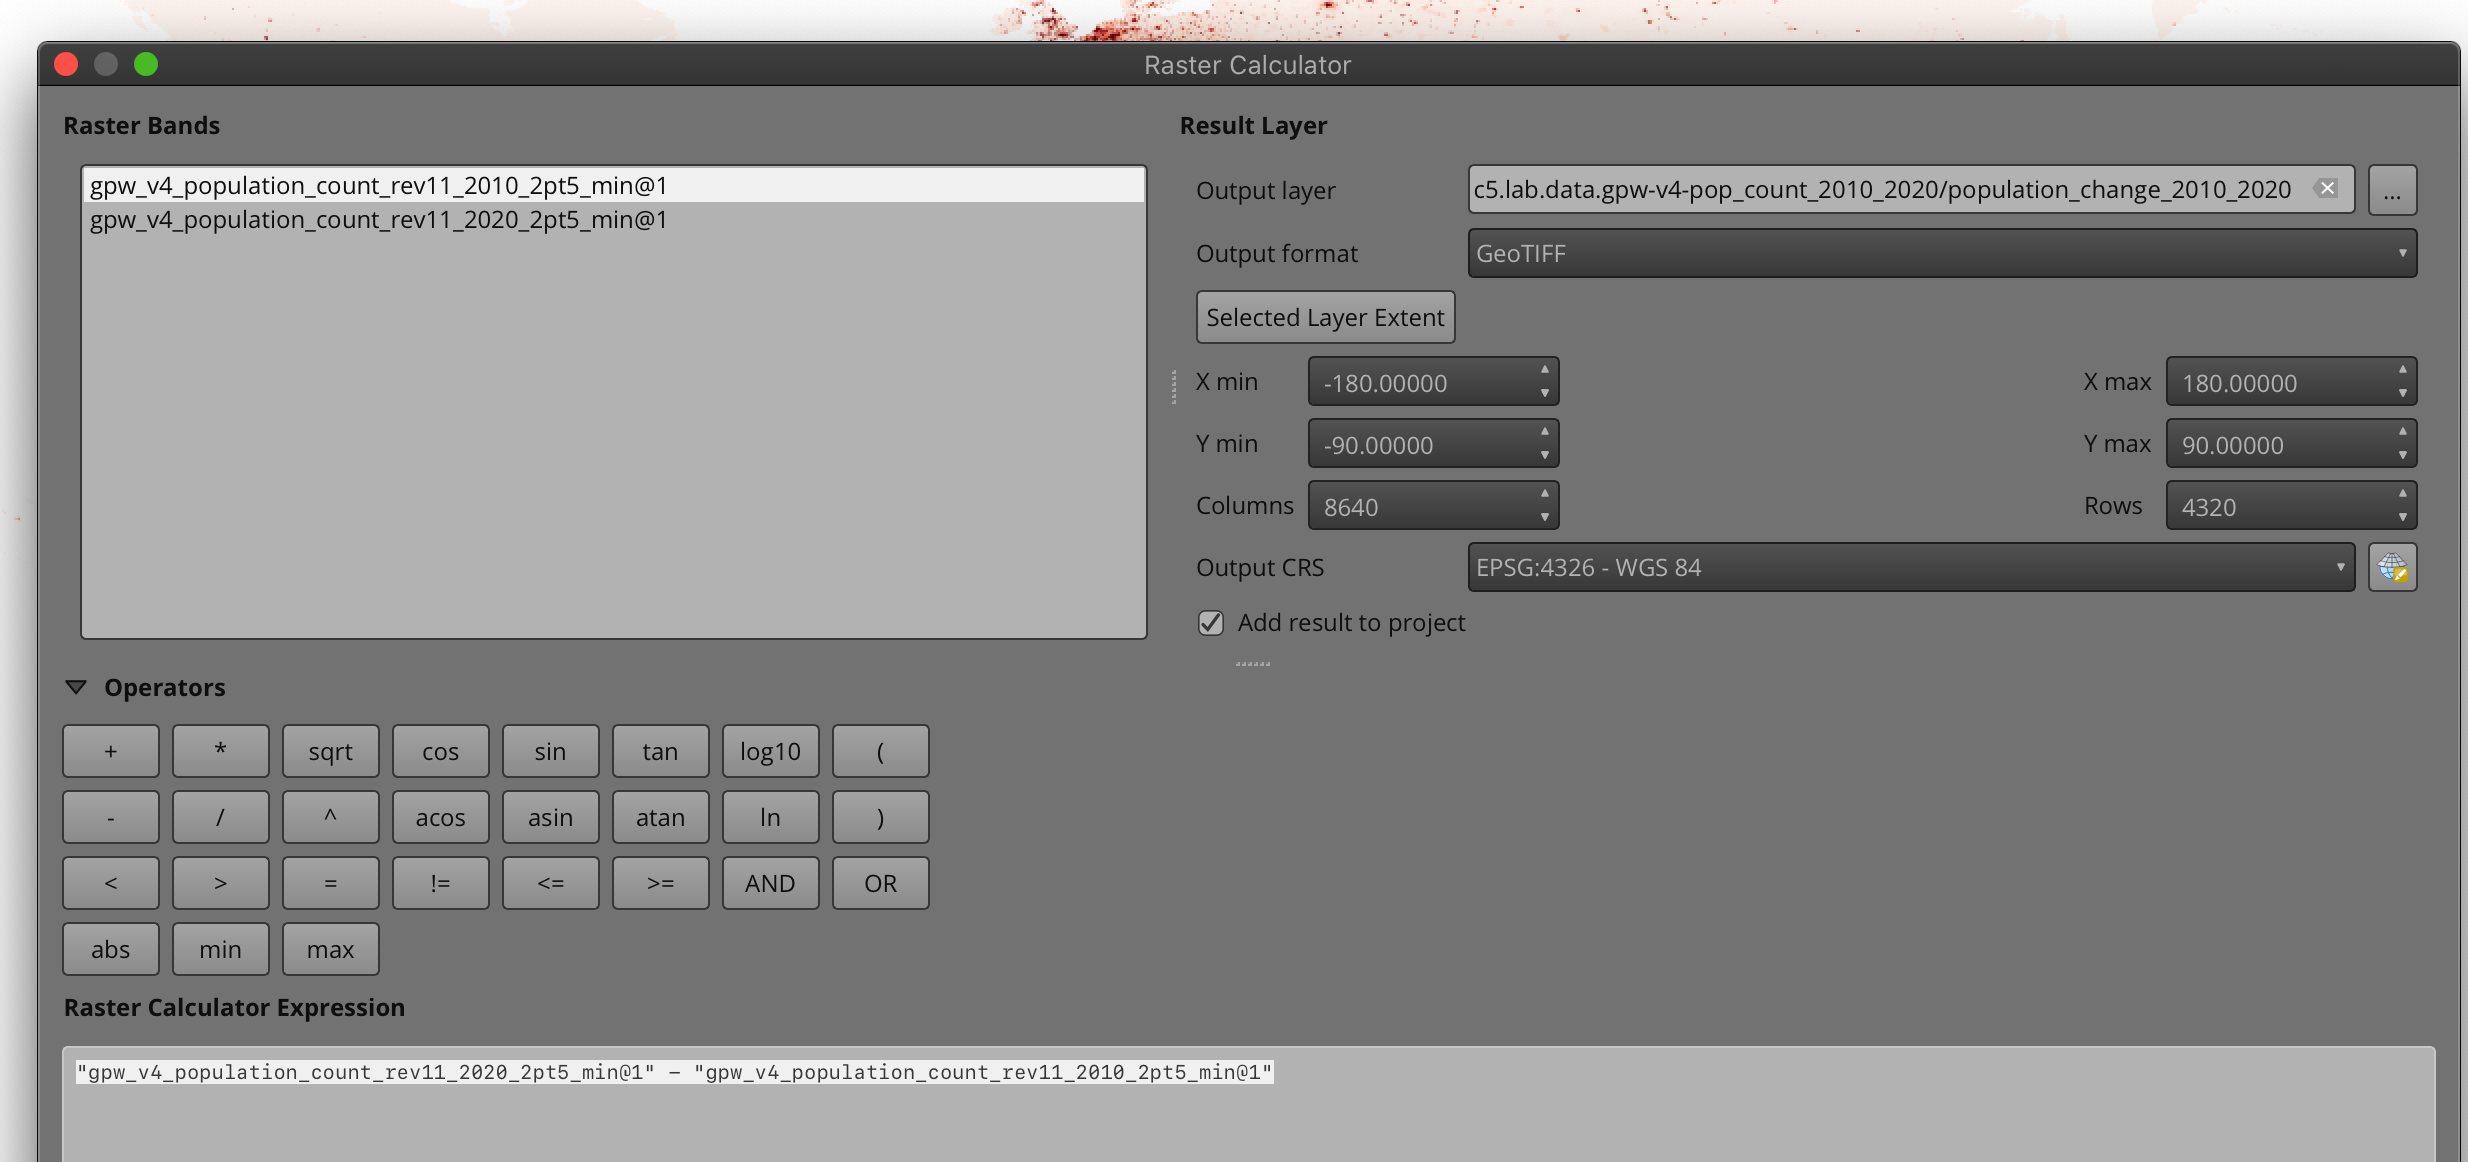 Raster Calculator
Raster Bands
gpw_v4_population_count_rev11_2010_2pt5_min@1
gpw_v4_population_count_rev11_2020_2pt5_min@1
Result Layer
Output layer c5.lab.data.gpw-v4-pop_count_2010_2020/population_change_2010_2020 ...
Output format GeoTIFF
Selected Layer Extent
X min -180.00000 X max 180.00000
Y min -90.00000 Y max 90.00000
Columns 8640 Rows 4320
Output CRS EPSG:4326 - WGS 84
Add result to project
Operators
+ * sqrt cos sin tan log10 (
- / ^ acos asin atan ln )
< > = != <= >= AND OR
abs min max
Raster Calculator Expression
"gpw_v4_population_count_rev11_2020_2pt5_min@1" – "gpw_v4_population_count_rev11_2010_2pt5_min@1"